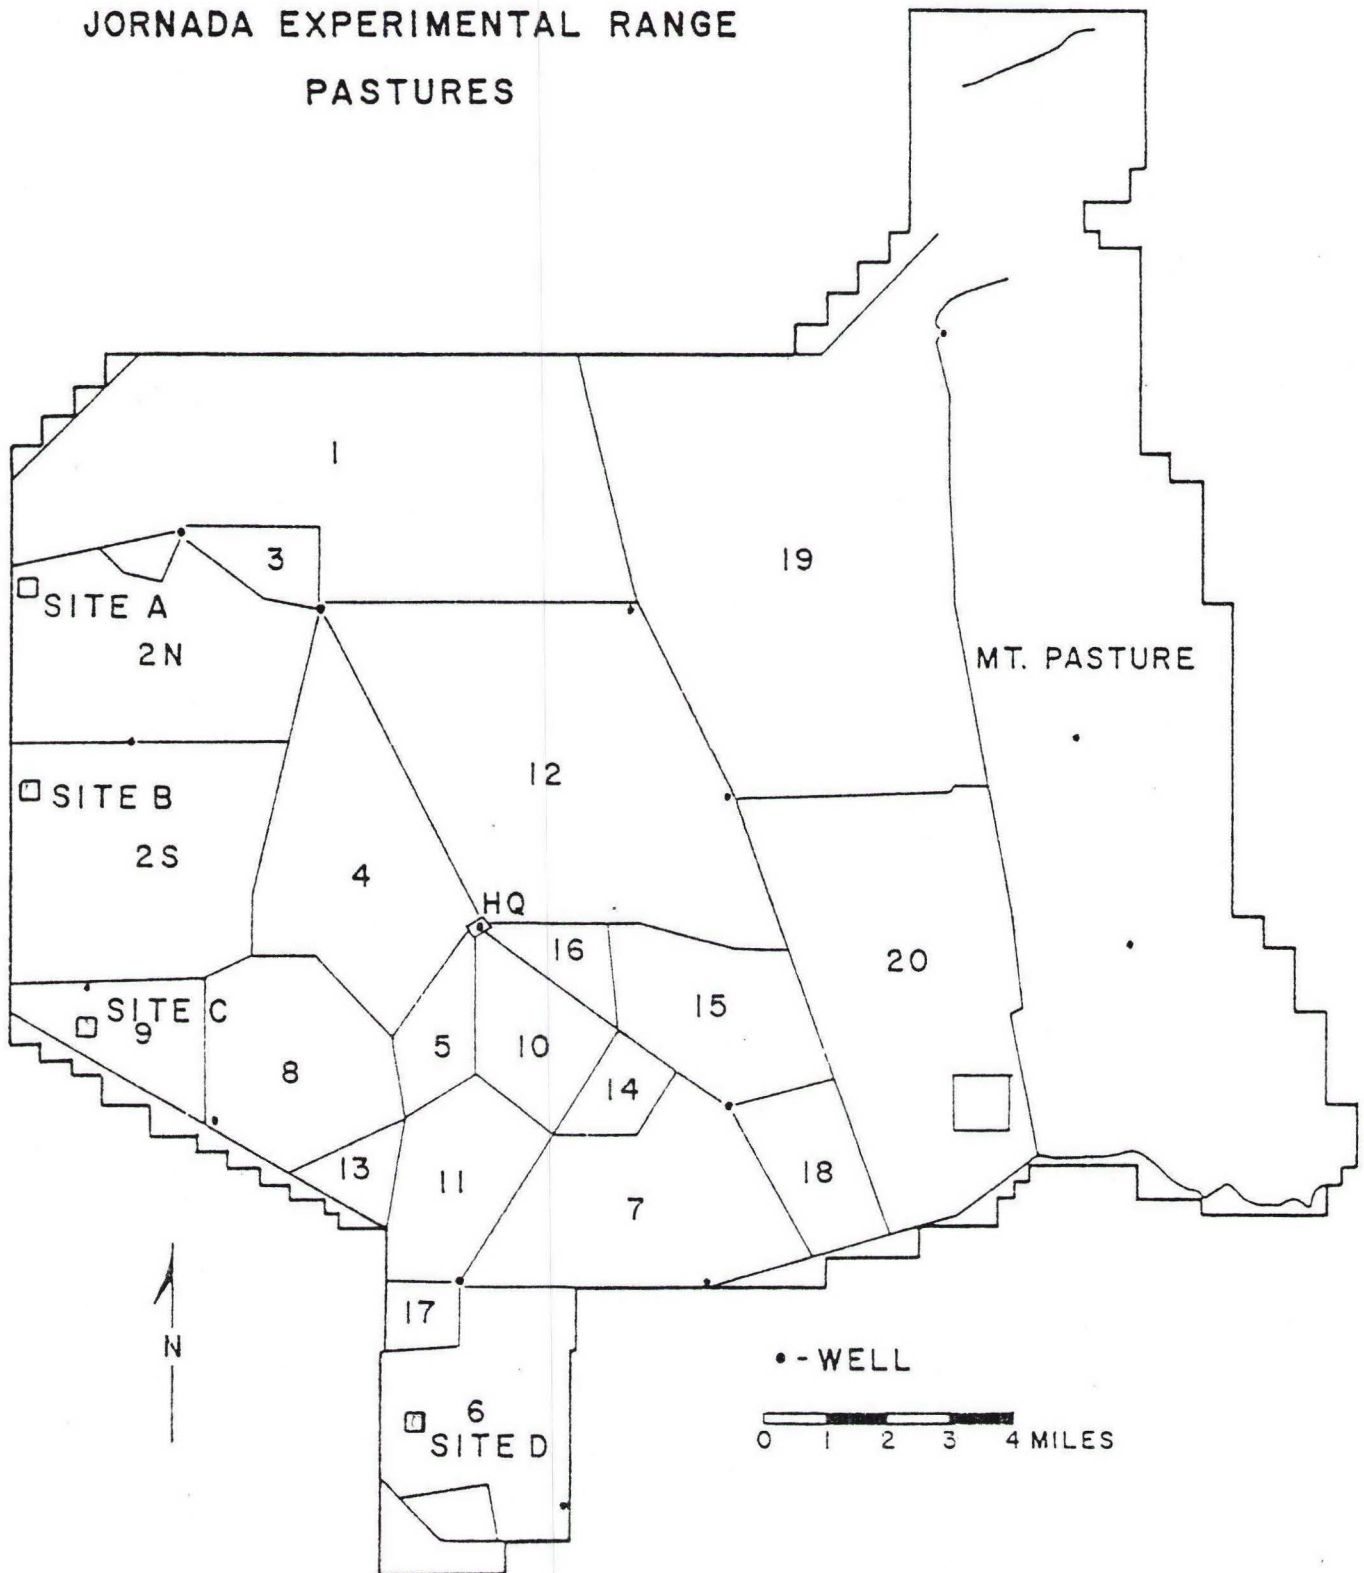 JORNADA EXPERIMENTAL RANGE
PASTURES
1
3
19
SITE A
2N
MT. PASTURE
12
SITE B
2S
4
HQ
16
20
15
SITE C
9
5
10
8
14
13
11
18
7
17
N
•-WELL
6
SITE D
0 1 2 3 4 MILES